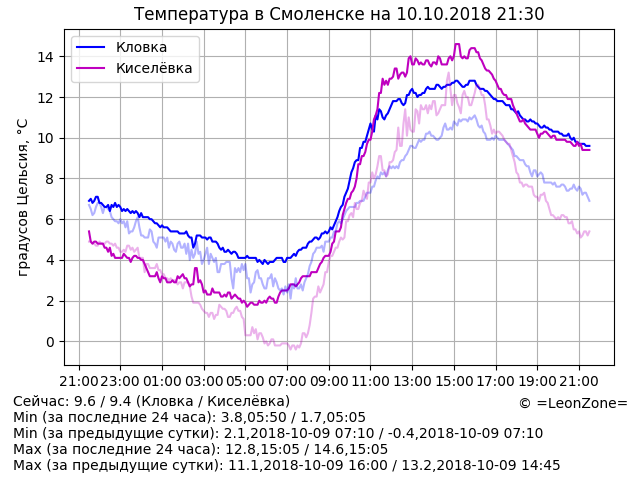 Температура в Смоленске на 10.10.2018 21:30
Кловка
Киселёвка
градусов Цельсия, °C
14
12
10
8
6
4
2
0
21:00 23:00 01:00 03:00 05:00 07:00 09:00 11:00 13:00 15:00 17:00 19:00 21:00
Сейчас: 9.6 / 9.4 (Кловка / Киселёвка)
© =LeonZone=
Min (за последние 24 часа): 3.8,05:50 / 1.7,05:05
Min (за предыдущие сутки): 2.1,2018-10-09 07:10 / -0.4,2018-10-09 07:10
Max (за последние 24 часа): 12.8,15:05 / 14.6,15:05
Max (за предыдущие сутки): 11.1,2018-10-09 16:00 / 13.2,2018-10-09 14:45